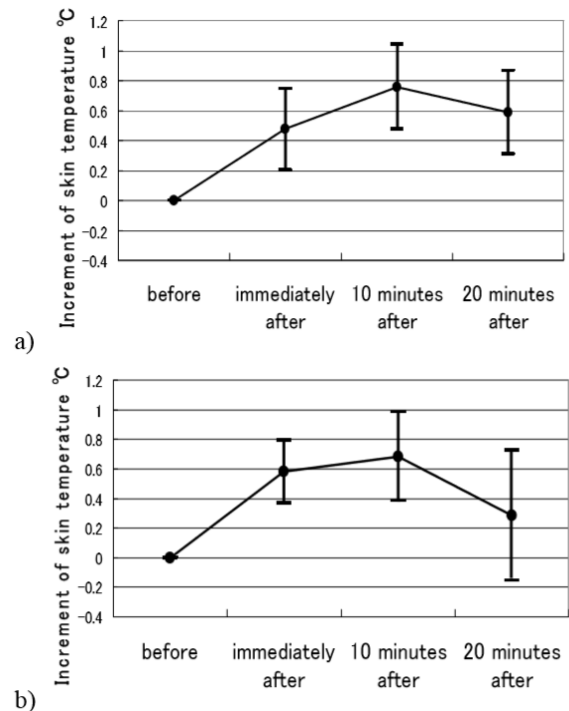 Increment of skin temperature ℃
1.2
1
0.8
0.6
0.4
0.2
0
-0.2
-0.4
before
immediately
after
10 minutes
after
20 minutes
after
a)
Increment of skin temperature ℃
1.2
1
0.8
0.6
0.4
0.2
0
-0.2
-0.4
before
immediately
after
10 minutes
after
20 minutes
after
b)